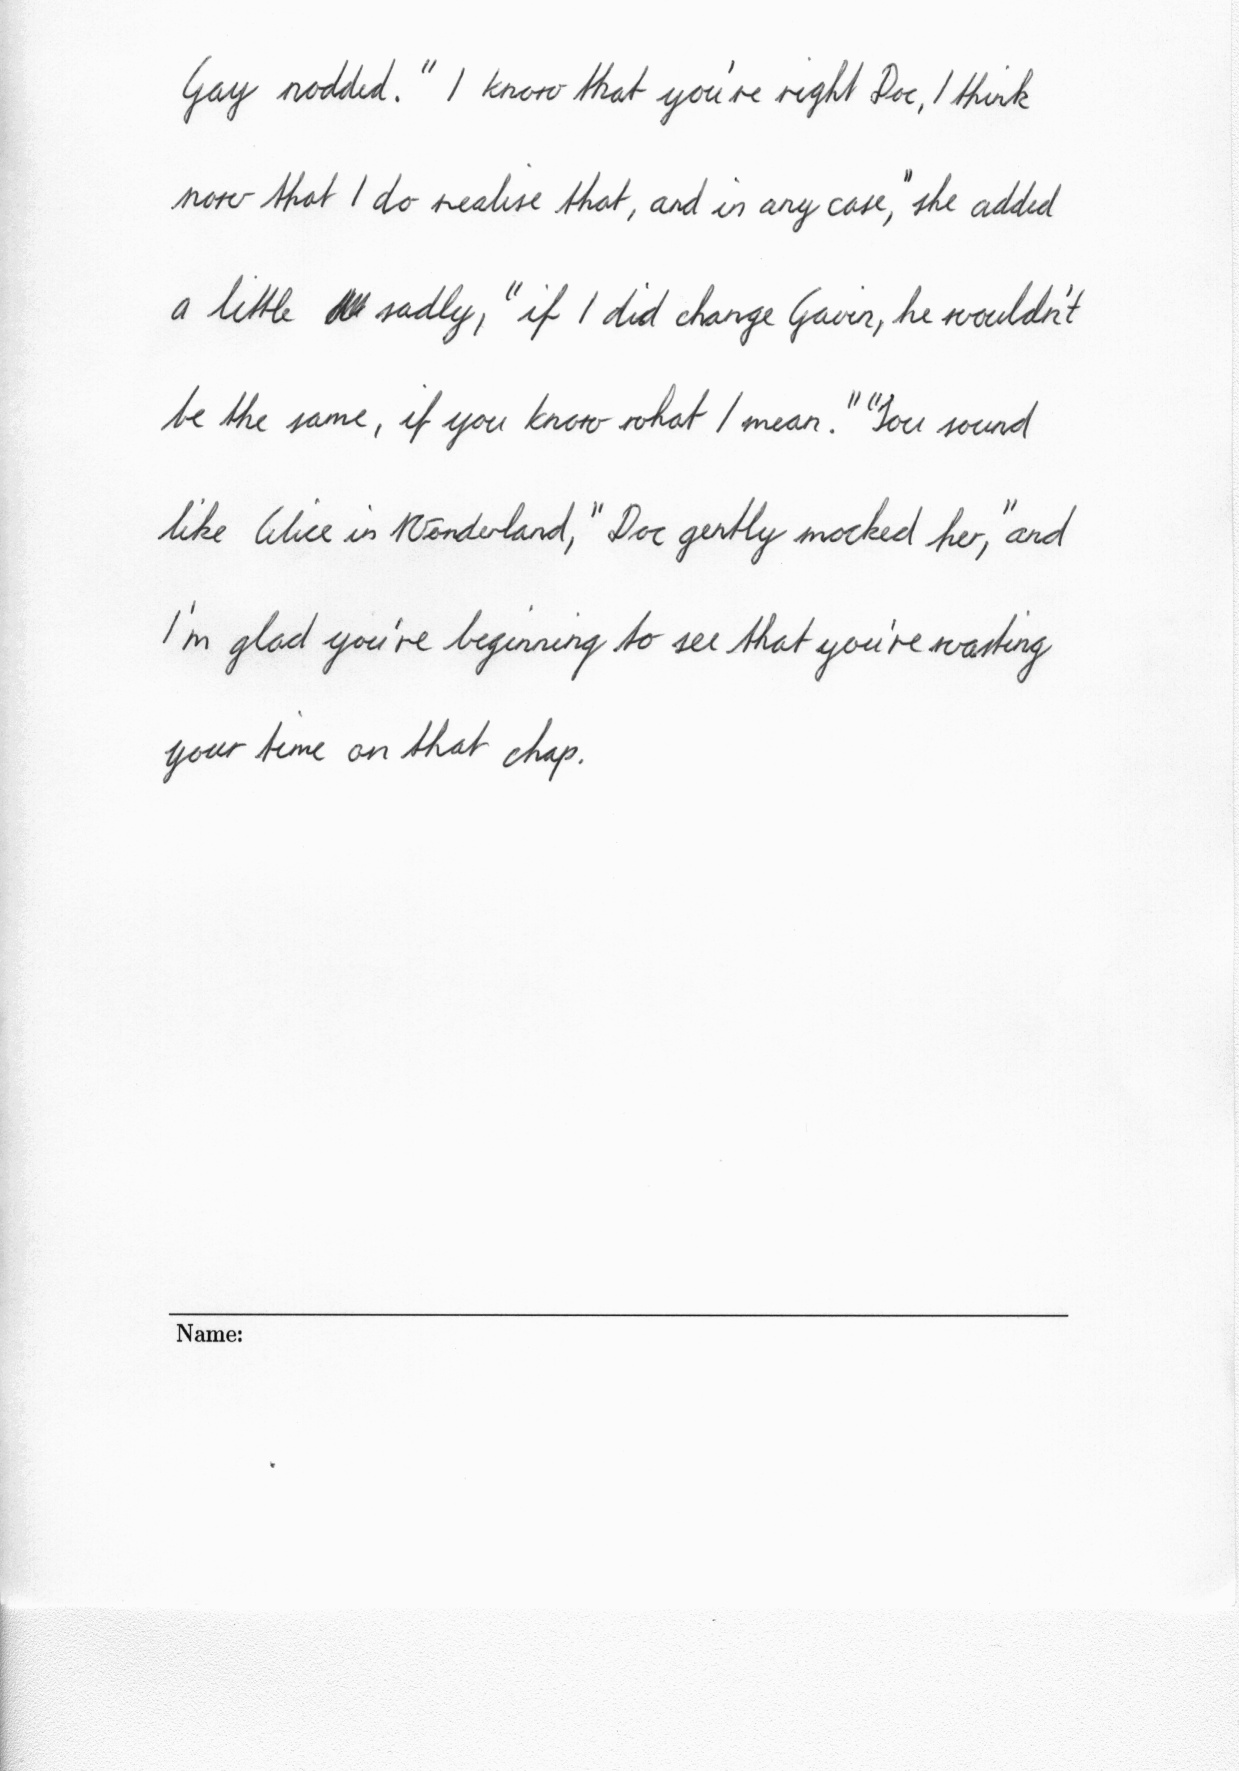 Gay nodded. " I know that you're right Doc, I think
now that I do realise that, and in any case," she added
a little sadly, "if I did change Gavin, he wouldn't
be the same, if you know what I mean." "You sound
like Alice in Wonderland," Doc gently mocked her, "and
I'm glad you're beginning to see that you're wasting
your time on that chap.
Name: